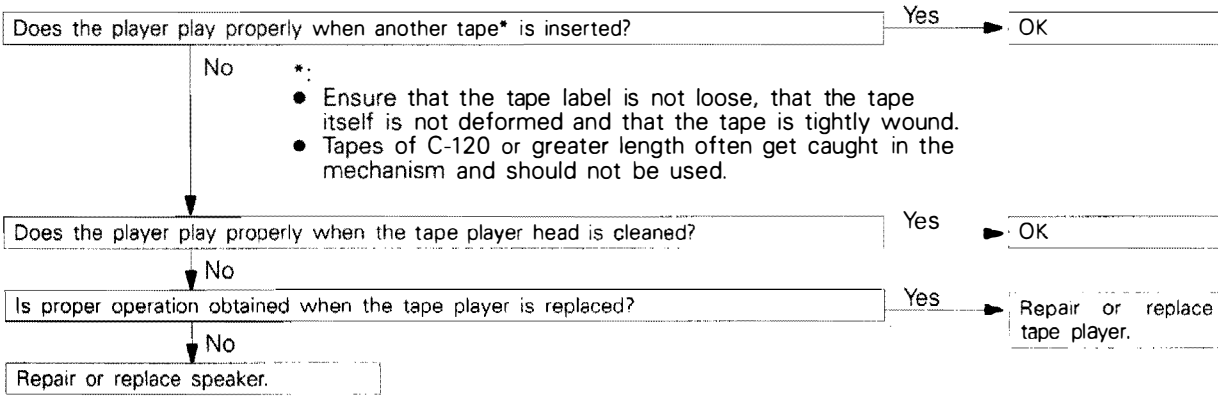 Does the player play properly when another tape* is inserted?
Yes
OK
No
*:
● Ensure that the tape label is not loose, that the tape
itself is not deformed and that the tape is tightly wound.
● Tapes of C-120 or greater length often get caught in the
mechanism and should not be used.
Does the player play properly when the tape player head is cleaned?
Yes
OK
No
Is proper operation obtained when the tape player is replaced?
Yes
Repair or replace
tape player.
No
Repair or replace speaker.